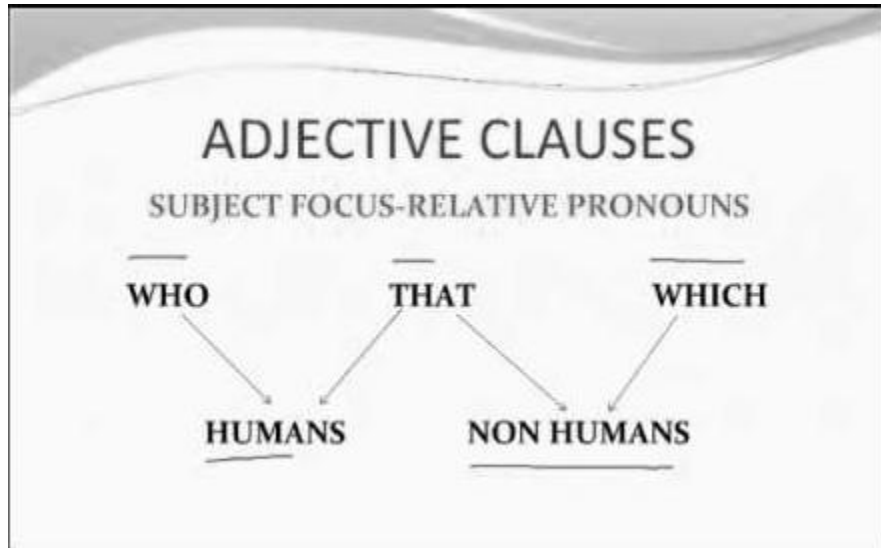 ADJECTIVE CLAUSES
SUBJECT FOCUS-RELATIVE PRONOUNS
WHO THAT WHICH
HUMANS NON HUMANS